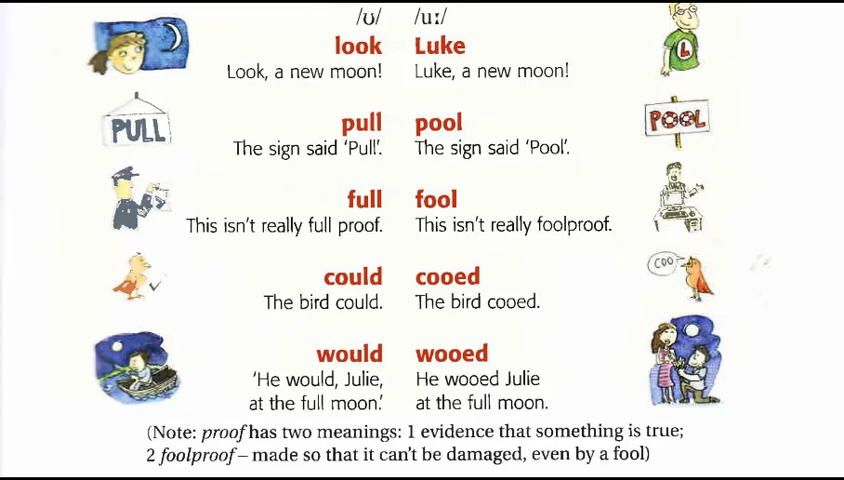 /ʊ/ /uː/
look Luke
Look, a new moon! Luke, a new moon!
L
PULL
pull pool
The sign said 'Pull'. The sign said 'Pool'.
POOL
full fool
This isn't really full proof. This isn't really foolproof.
could cooed
The bird could. The bird cooed.
COO
would wooed
'He would, Julie, He wooed Julie
at the full moon.' at the full moon.
(Note: proof has two meanings: 1 evidence that something is true;
2 foolproof – made so that it can't be damaged, even by a fool)